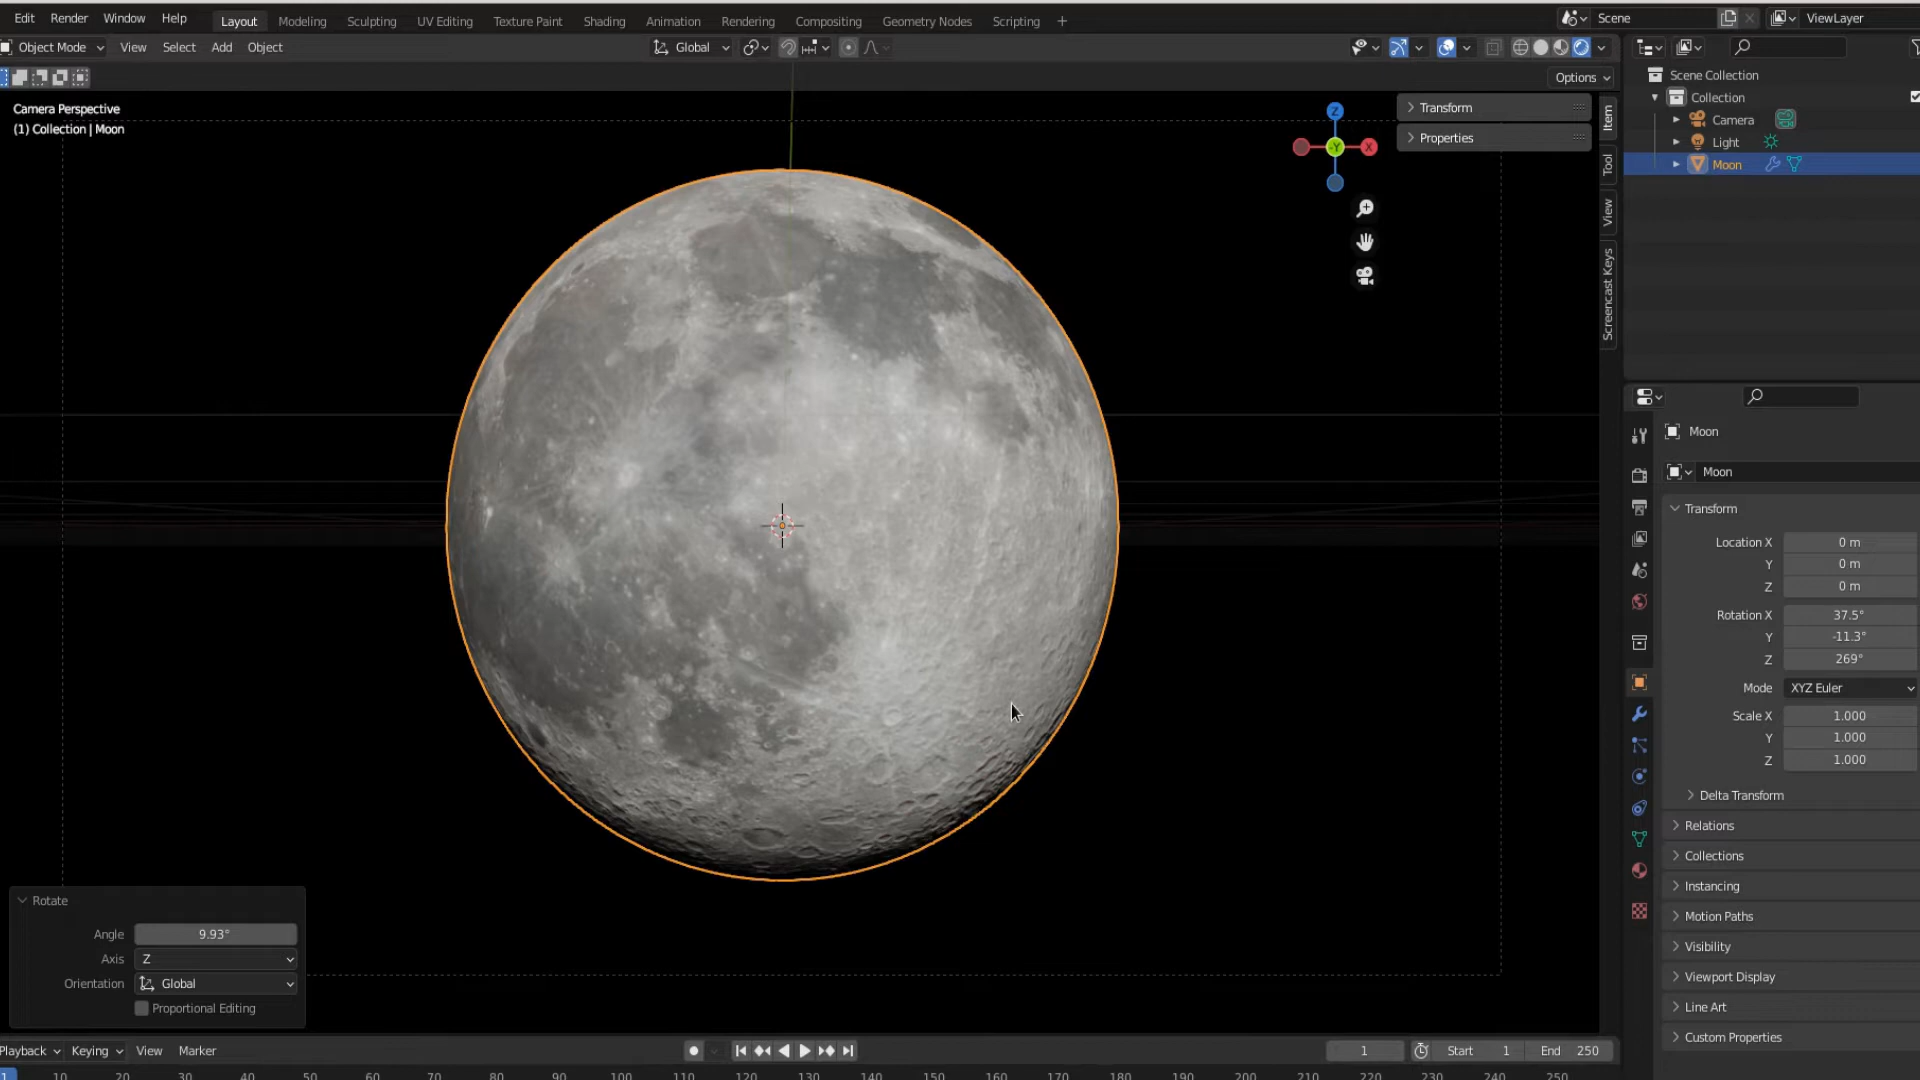 Edit Render Window Help Layout Modeling Sculpting UV Editing Texture Paint Shading Animation Rendering Compositing Geometry Nodes Scripting + Scene ViewLayer
Object Mode View Select Add Object Global
Options
Camera Perspective
(1) Collection | Moon
Z
Y
X
Transform
Properties
Item
Tool
View
Screencast Keys
Scene Collection
Collection
Camera
Light
Moon
Moon
Moon
Transform
Location X 0 m
Y 0 m
Z 0 m
Rotation X 37.5°
Y -11.3°
Z 269°
Mode XYZ Euler
Scale X 1.000
Y 1.000
Z 1.000
Delta Transform
Relations
Collections
Instancing
Motion Paths
Visibility
Viewport Display
Line Art
Custom Properties
Rotate
Angle 9.93°
Axis Z
Orientation Global
Proportional Editing
Playback Keying View Marker 1 Start 1 End 250
1 10 20 30 40 50 60 70 80 90 100 110 120 130 140 150 160 170 180 190 200 210 220 230 240 250